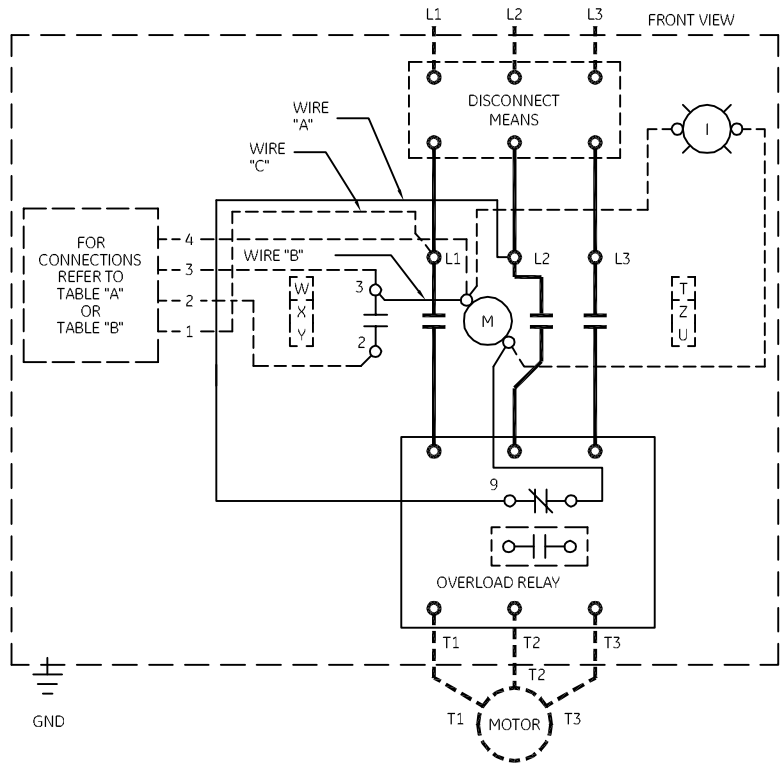 L1 L2 L3
FRONT VIEW
DISCONNECT
MEANS
WIRE
"A"
WIRE
"C"
I
FOR
CONNECTIONS
REFER TO
TABLE "A"
OR
TABLE "B"
4
3
2
1
WIRE "B"
L1 L2 L3
3
2
W
X
Y
M
T
Z
U
9
OVERLOAD RELAY
T1 T2 T3
T2
T1 MOTOR T3
GND